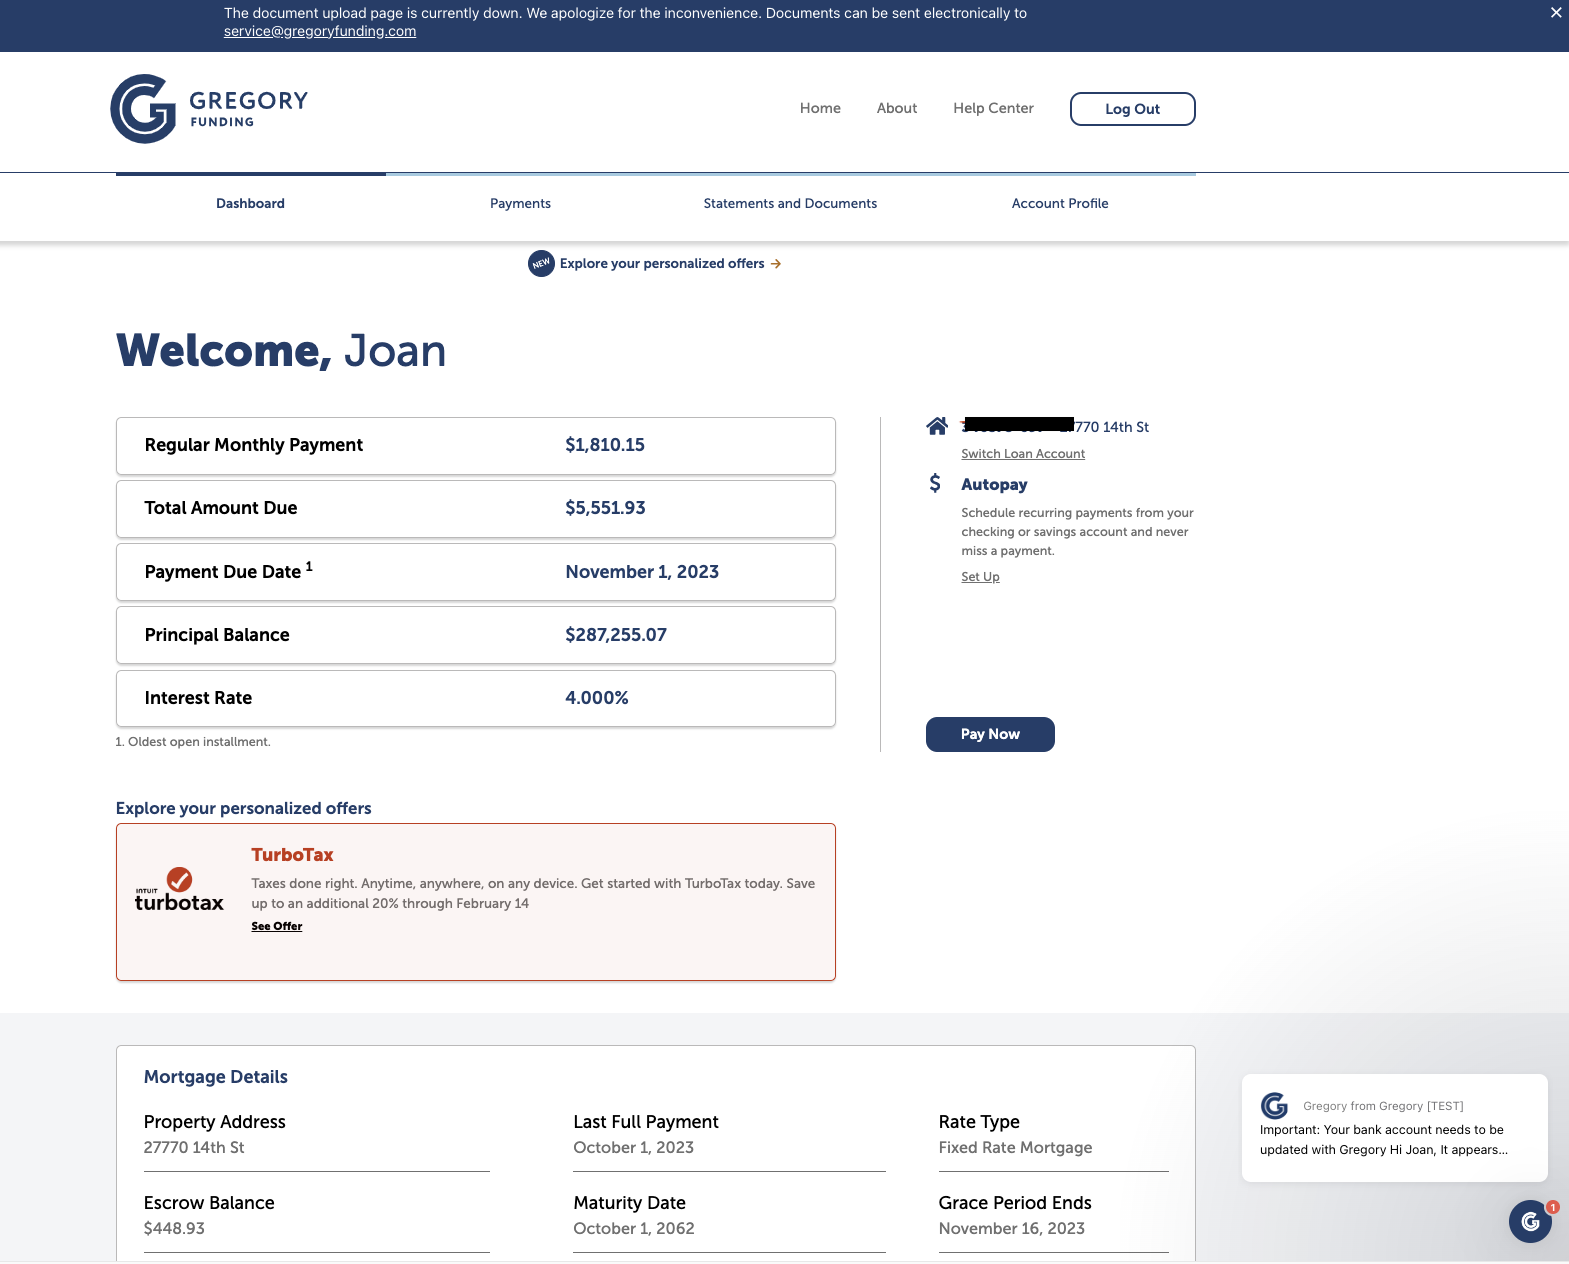 The document upload page is currently down. We apologize for the inconvenience. Documents can be sent electronically to
service@gregoryfunding.com
GREGORY
FUNDING
Home
About
Help Center
Log Out
Dashboard
Payments
Statements and Documents
Account Profile
NEW
Explore your personalized offers →
Welcome, Joan
Regular Monthly Payment
$1,810.15
Total Amount Due
$5,551.93
Payment Due Date 1
November 1, 2023
Principal Balance
$287,255.07
Interest Rate
4.000%
1. Oldest open installment.
7770 14th St
Switch Loan Account
$
Autopay
Schedule recurring payments from your
checking or savings account and never
miss a payment.
Set Up
Pay Now
Explore your personalized offers
INTUIT
turbotax
TurboTax
Taxes done right. Anytime, anywhere, on any device. Get started with TurboTax today. Save
up to an additional 20% through February 14
See Offer
Mortgage Details
Property Address
27770 14th St
Last Full Payment
October 1, 2023
Rate Type
Fixed Rate Mortgage
Escrow Balance
$448.93
Maturity Date
October 1, 2062
Grace Period Ends
November 16, 2023
Gregory from Gregory [TEST]
Important: Your bank account needs to be
updated with Gregory Hi Joan, It appears...
1